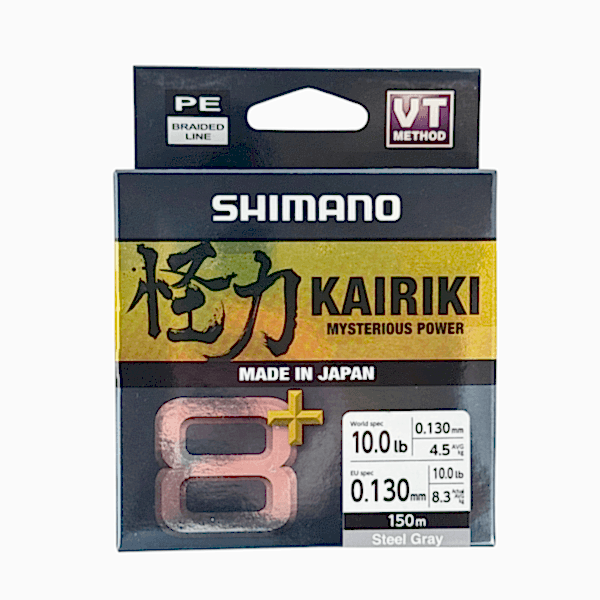 PE
BRAIDED
LINE
VT
METHOD
SHIMANO
怪力 KAIRIKI
MYSTERIOUS POWER
MADE IN JAPAN
8+
World spec
10.0 lb
0.130 mm
4.5 AVG kg
EU spec
0.130 mm
10.0 lb
8.3 kg
150m
Steel Gray